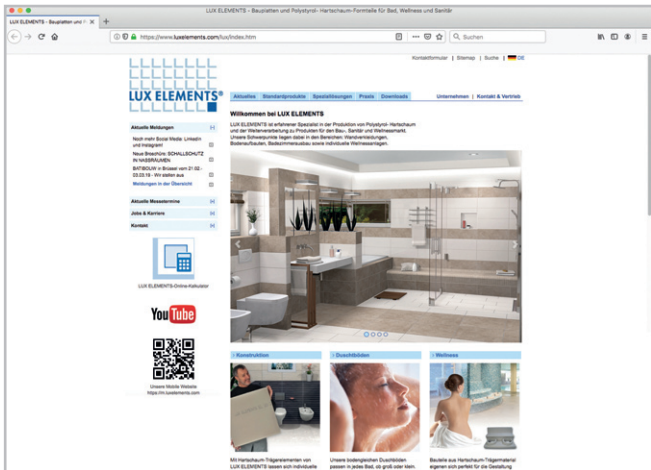 LUX ELEMENTS - Bauplatten und Polystyrol- Hartschaum-Formteile für Bad, Wellness und Sanitär
LUX ELEMENTS - Bauplatten und P
https://www.luxelements.com/lux/index.htm
Suchen
Kontaktformular | Sitemap | Suche | DE
LUX ELEMENTS®
Aktuelles Standardprodukte Speziallösungen Praxis Downloads
Unternehmen | Kontakt & Vertrieb
Aktuelle Meldungen
Noch mehr Social Media: LinkedIn
und Instagram!
Neue Broschüre: SCHALLSCHUTZ
IN NASSRÄUMEN
BATIBOUW in Brüssel vom 21.02.-
03.03.19 - Wir stellen aus
Meldungen in der Übersicht
Aktuelle Messetermine
Jobs & Karriere
Kontakt
LUX ELEMENTS-Online-Kalkulator
YouTube
Unsere Mobile Website:
https://m.luxelements.com
Willkommen bei LUX ELEMENTS
LUX ELEMENTS ist erfahrener Spezialist in der Produktion von Polystyrol- Hartschaum
und der Weiterverarbeitung zu Produkten für den Bau-, Sanitär und Wellnessmarkt.
Unsere Schwerpunkte liegen dabei in den Bereichen: Wandverkleidungen,
Bodenaufbauten, Badezimmerausbau sowie individuelle Wellnessanlagen.
Konstruktion
Mit Hartschaum-Trägerelementen von
LUX ELEMENTS lassen sich individuelle
Duschböden
Unsere bodengleichen Duschböden
passen in jedes Bad, ob groß oder klein.
Wellness
Bauteile aus Hartschaum-Trägermaterial
eignen sich perfekt für die Gestaltung